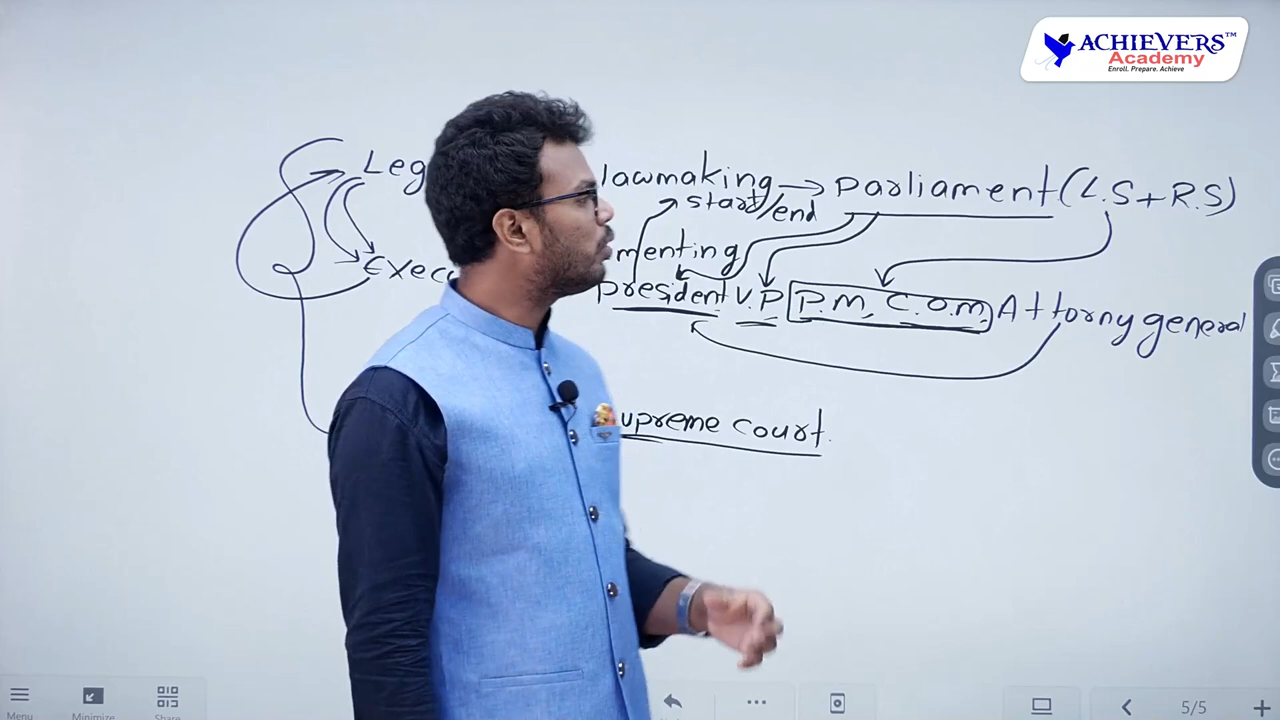 ACHIEVERS™
Academy
Enroll. Prepare. Achieve
Leg lawmaking → Parliament (L.S + R.S)
start/end
Exec menting
President V.P P.M, C.O.M, Attorny general
upreme court.
Menu Minimize Share 5/5